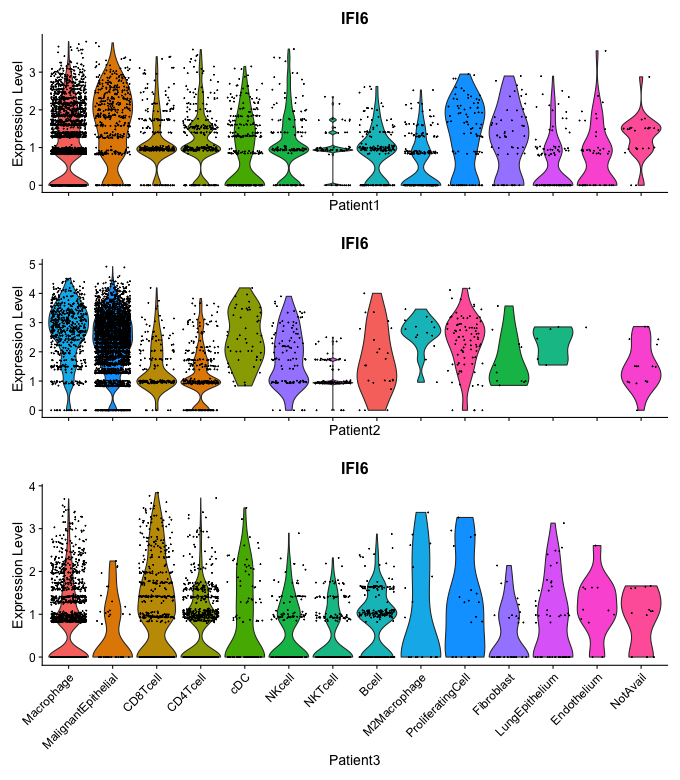 IFI6
Expression Level
3
2
1
0
Patient1
IFI6
Expression Level
5
4
3
2
1
0
Patient2
IFI6
Expression Level
4
3
2
1
0
Macrophage
MalignantEpithelial
CD8Tcell
CD4Tcell
cDC
NKcell
NKTcell
Bcell
M2Macrophage
ProliferatingCell
Fibroblast
LungEpithelium
Endothelium
NotAvail
Patient3